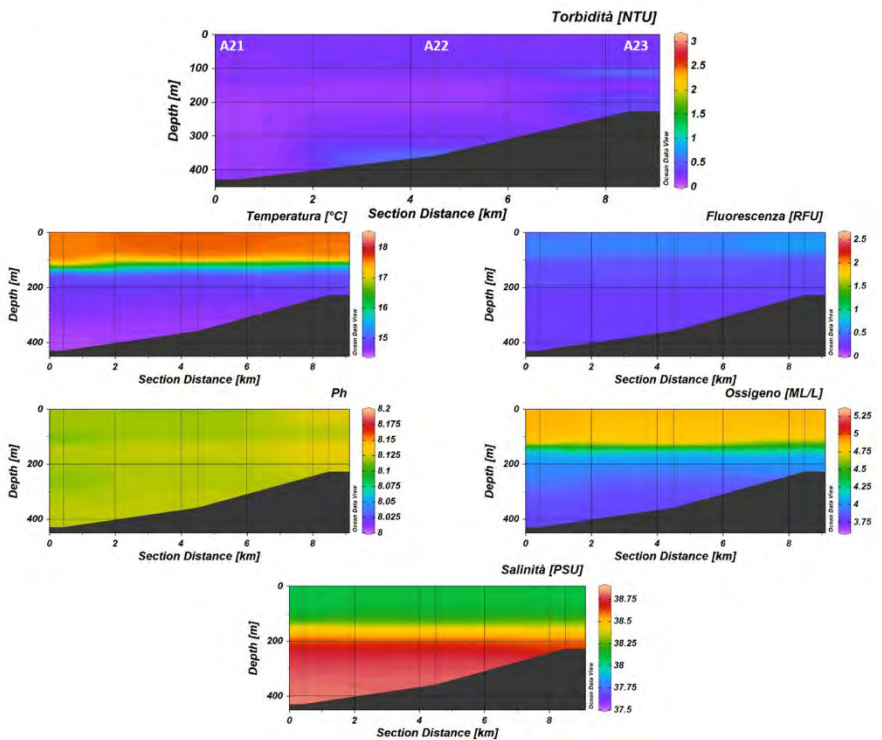 Torbidità [NTU]
A21 A22 A23
Depth [m]
0
100
200
300
400
0 2 4 6 8
Section Distance [km]
3
2.5
2
1.5
1
0.5
0
Ocean Data View
Temperatura [°C]
Depth [m]
0
200
400
0 2 4 6 8
Section Distance [km]
18
17
16
15
Ocean Data View
Fluorescenza [RFU]
Depth [m]
0
200
400
0 2 4 6 8
Section Distance [km]
2.5
2
1.5
1
0.5
0
Ocean Data View
Ph
Depth [m]
0
200
400
0 2 4 6 8
Section Distance [km]
8.2
8.175
8.15
8.125
8.1
8.075
8.05
8.025
8
Ocean Data View
Ossigeno [ML/L]
Depth [m]
0
200
400
0 2 4 6 8
Section Distance [km]
5.25
5
4.75
4.5
4.25
4
3.75
Ocean Data View
Salinità [PSU]
Depth [m]
0
200
400
0 2 4 6 8
Section Distance [km]
38.75
38.5
38.25
38
37.75
37.5
Ocean Data View